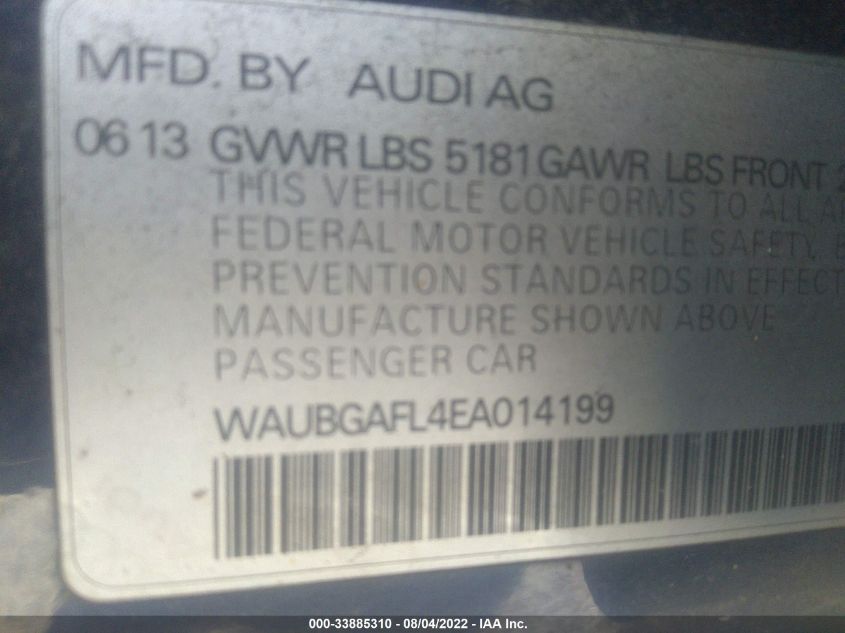 MFD. BY AUDI AG
06 13 GVWR LBS 5181 GAWR LBS FRONT
THIS VEHICLE CONFORMS TO ALL
FEDERAL MOTOR VEHICLE SAFETY,
PREVENTION STANDARDS IN EFFECT
MANUFACTURE SHOWN ABOVE
PASSENGER CAR
WAUBGAFL4EA014199
000-33885310 - 08/04/2022 - IAA Inc.